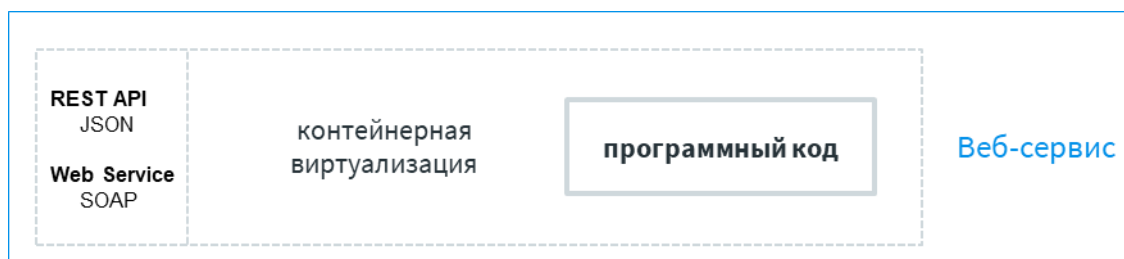 REST API
JSON
Web Service
SOAP
контейнерная
виртуализация
программный код
Веб-сервис